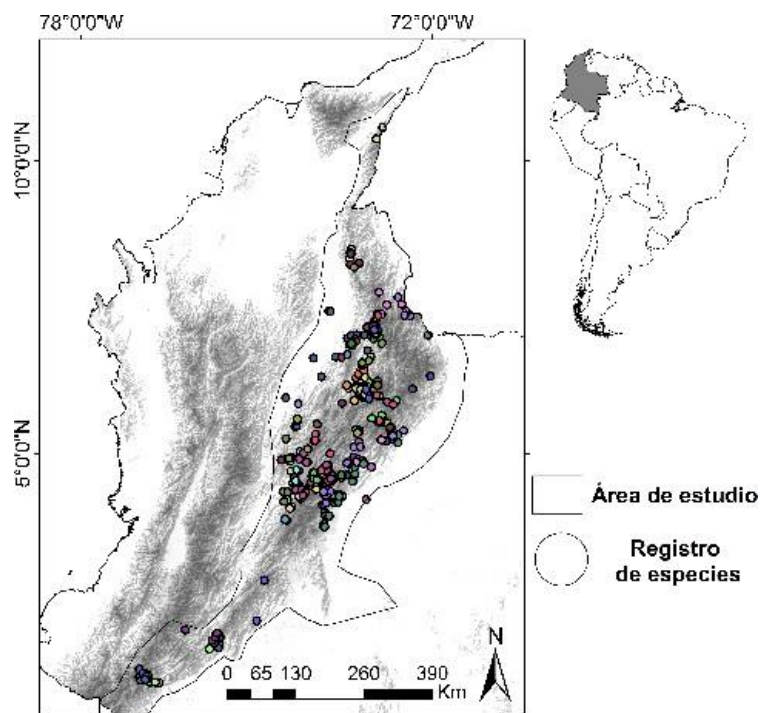 78°0'0"W
72°0'0"W
10°0'0"N
5°0'0"N
Área de estudio
Registro
de especies
N
0 65 130 260 390
Km